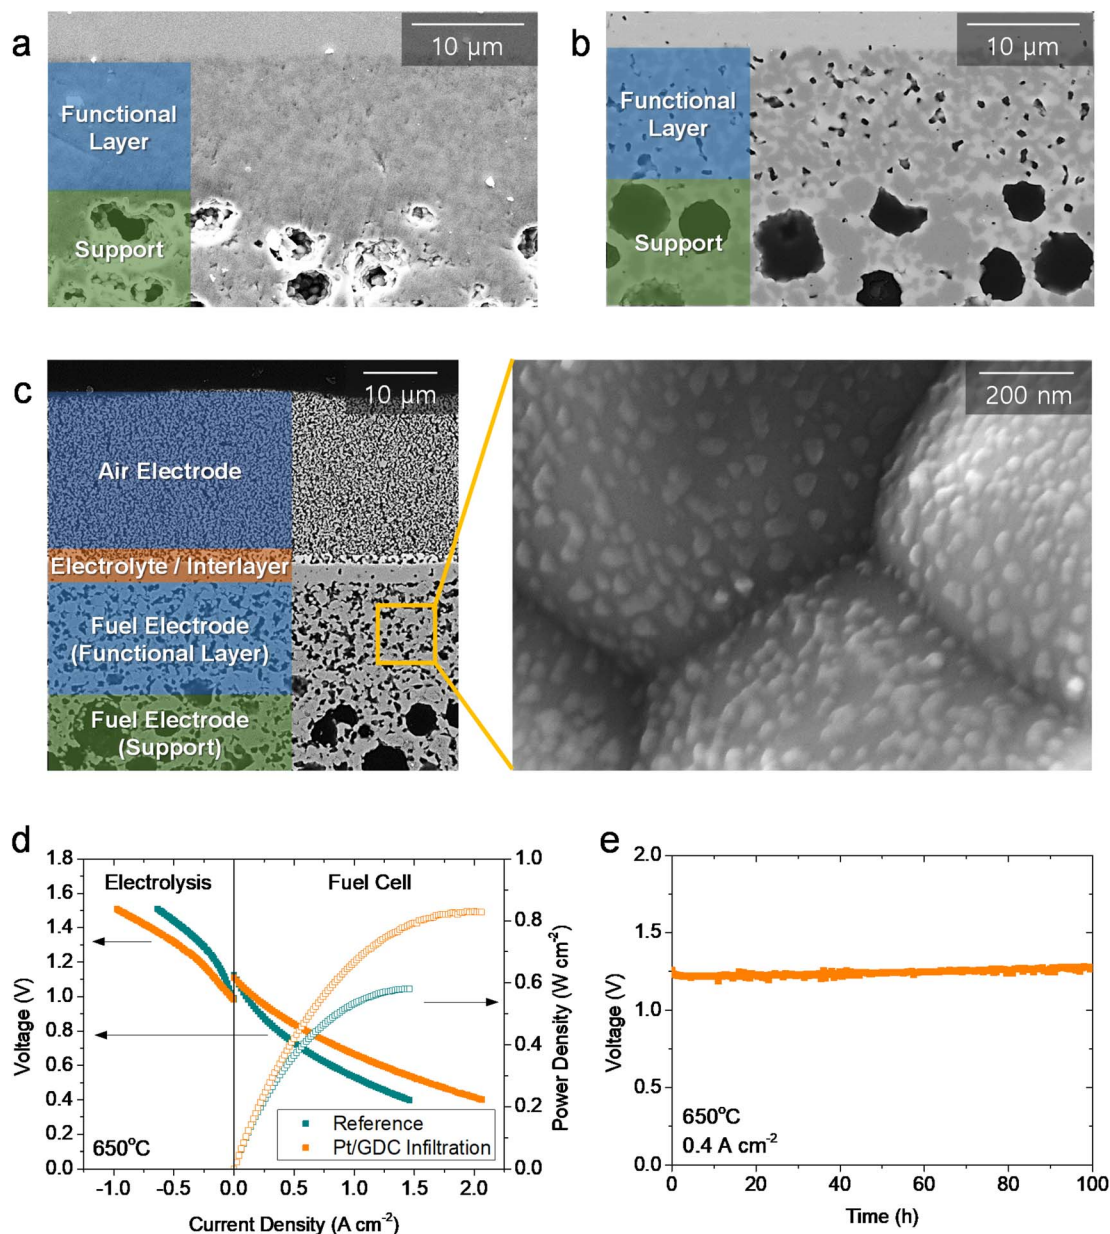 a
10 µm
Functional
Layer
Support
b
10 µm
Functional
Layer
Support
c
10 µm
Air Electrode
Electrolyte / Interlayer
Fuel Electrode
(Functional Layer)
Fuel Electrode
(Support)
200 nm
d
1.8
1.6
1.4
1.2
1.0
0.8
0.6
0.4
0.2
0.0
Voltage (V)
Electrolysis
Fuel Cell
1.0
0.8
0.6
0.4
0.2
0.0
Power Density (W cm⁻²)
Reference
Pt/GDC Infiltration
650°C
-1.0 -0.5 0.0 0.5 1.0 1.5 2.0
Current Density (A cm⁻²)
e
2.0
1.5
1.0
0.5
0.0
Voltage (V)
650°C
0.4 A cm⁻²
0 20 40 60 80 100
Time (h)